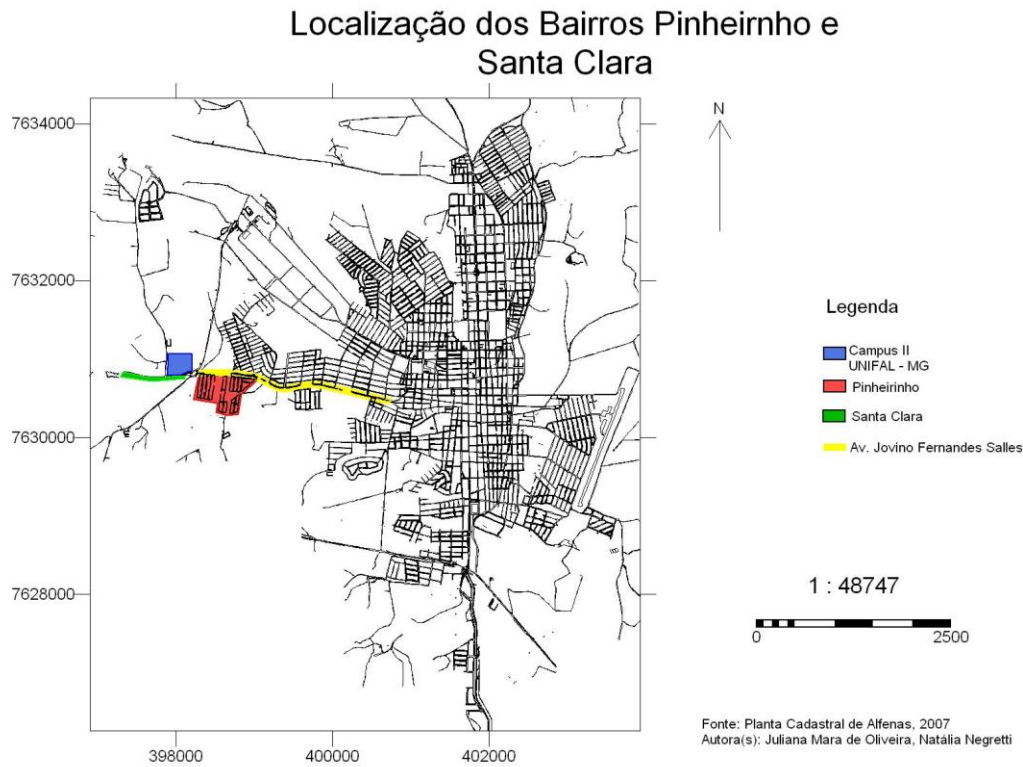 Localização dos Bairros Pinheirnho e
Santa Clara
7634000
7632000
7630000
7628000
398000
400000
402000
N
Legenda
Campus II
UNIFAL - MG
Pinheirinho
Santa Clara
Av. Jovino Fernandes Salles
1 : 48747
0
2500
Fonte: Planta Cadastral de Alfenas, 2007
Autora(s): Juliana Mara de Oliveira, Natália Negretti